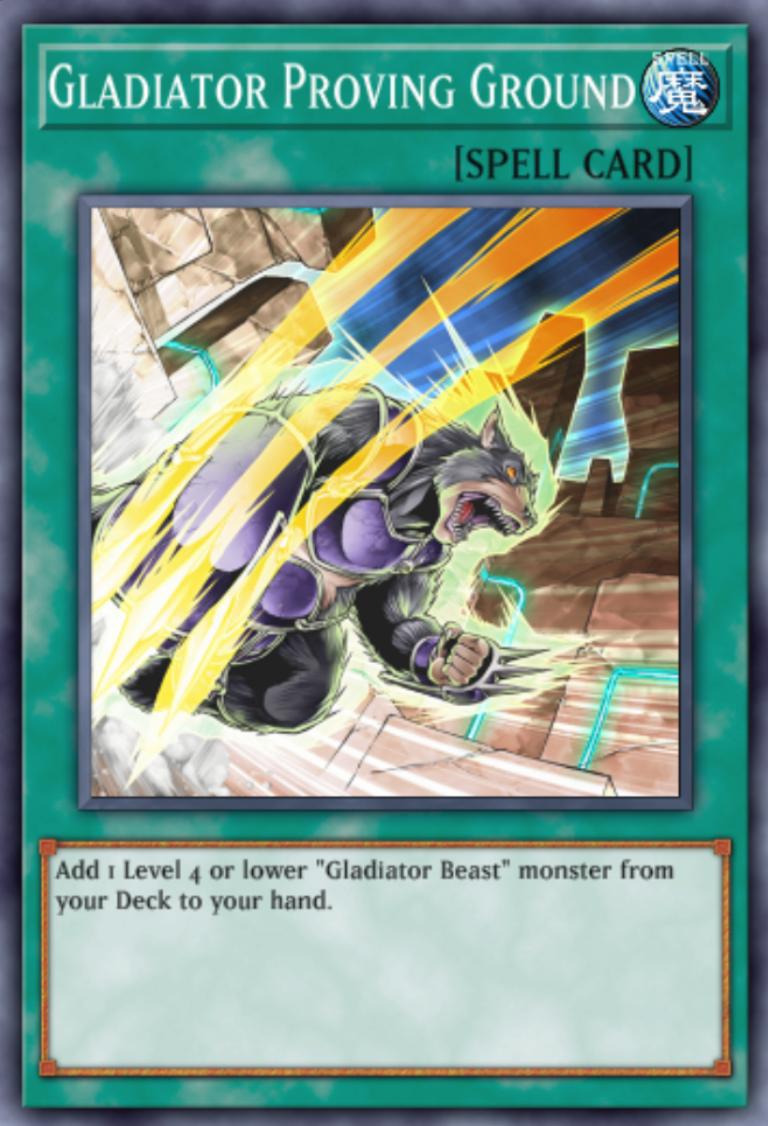 Gladiator Proving Ground
SPELL
魔
[SPELL CARD]
Add 1 Level 4 or lower "Gladiator Beast" monster from
your Deck to your hand.